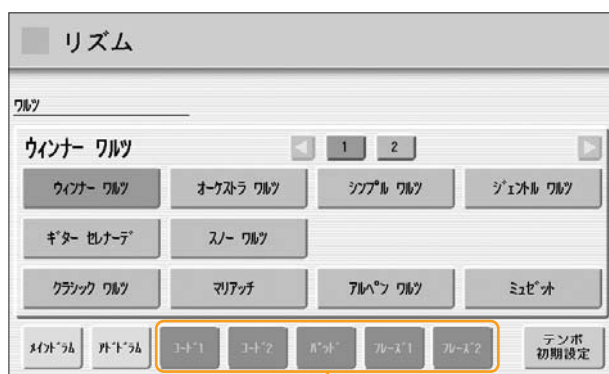 リズム
ワルツ
ウィンナー ワルツ 1 2
ウィンナー ワルツ オーケストラ ワルツ シンプル ワルツ ジェントル ワルツ
ギター セレナーデ スノー ワルツ
クラシック ワルツ マリアッチ アルペン ワルツ ミュゼット
メインドラム アドドラム コード1 コード2 パッド フレーズ1 フレーズ2 テンポ
初期設定